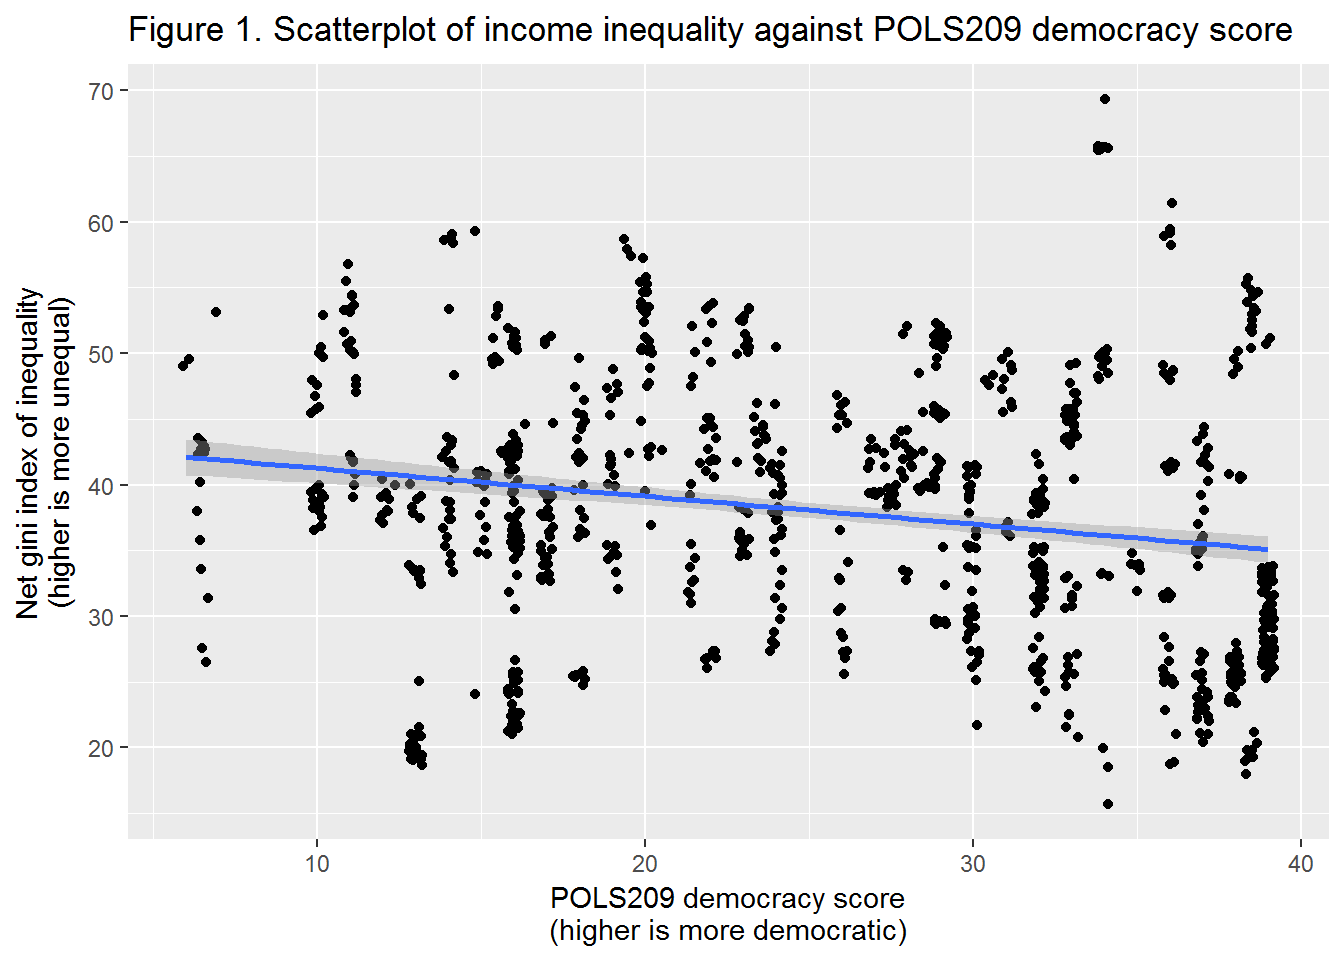 Figure 1. Scatterplot of income inequality against POLS209 democracy score
Net gini index of inequality
(higher is more unequal)
70
60
50
40
30
20
10
20
30
40
POLS209 democracy score
(higher is more democratic)